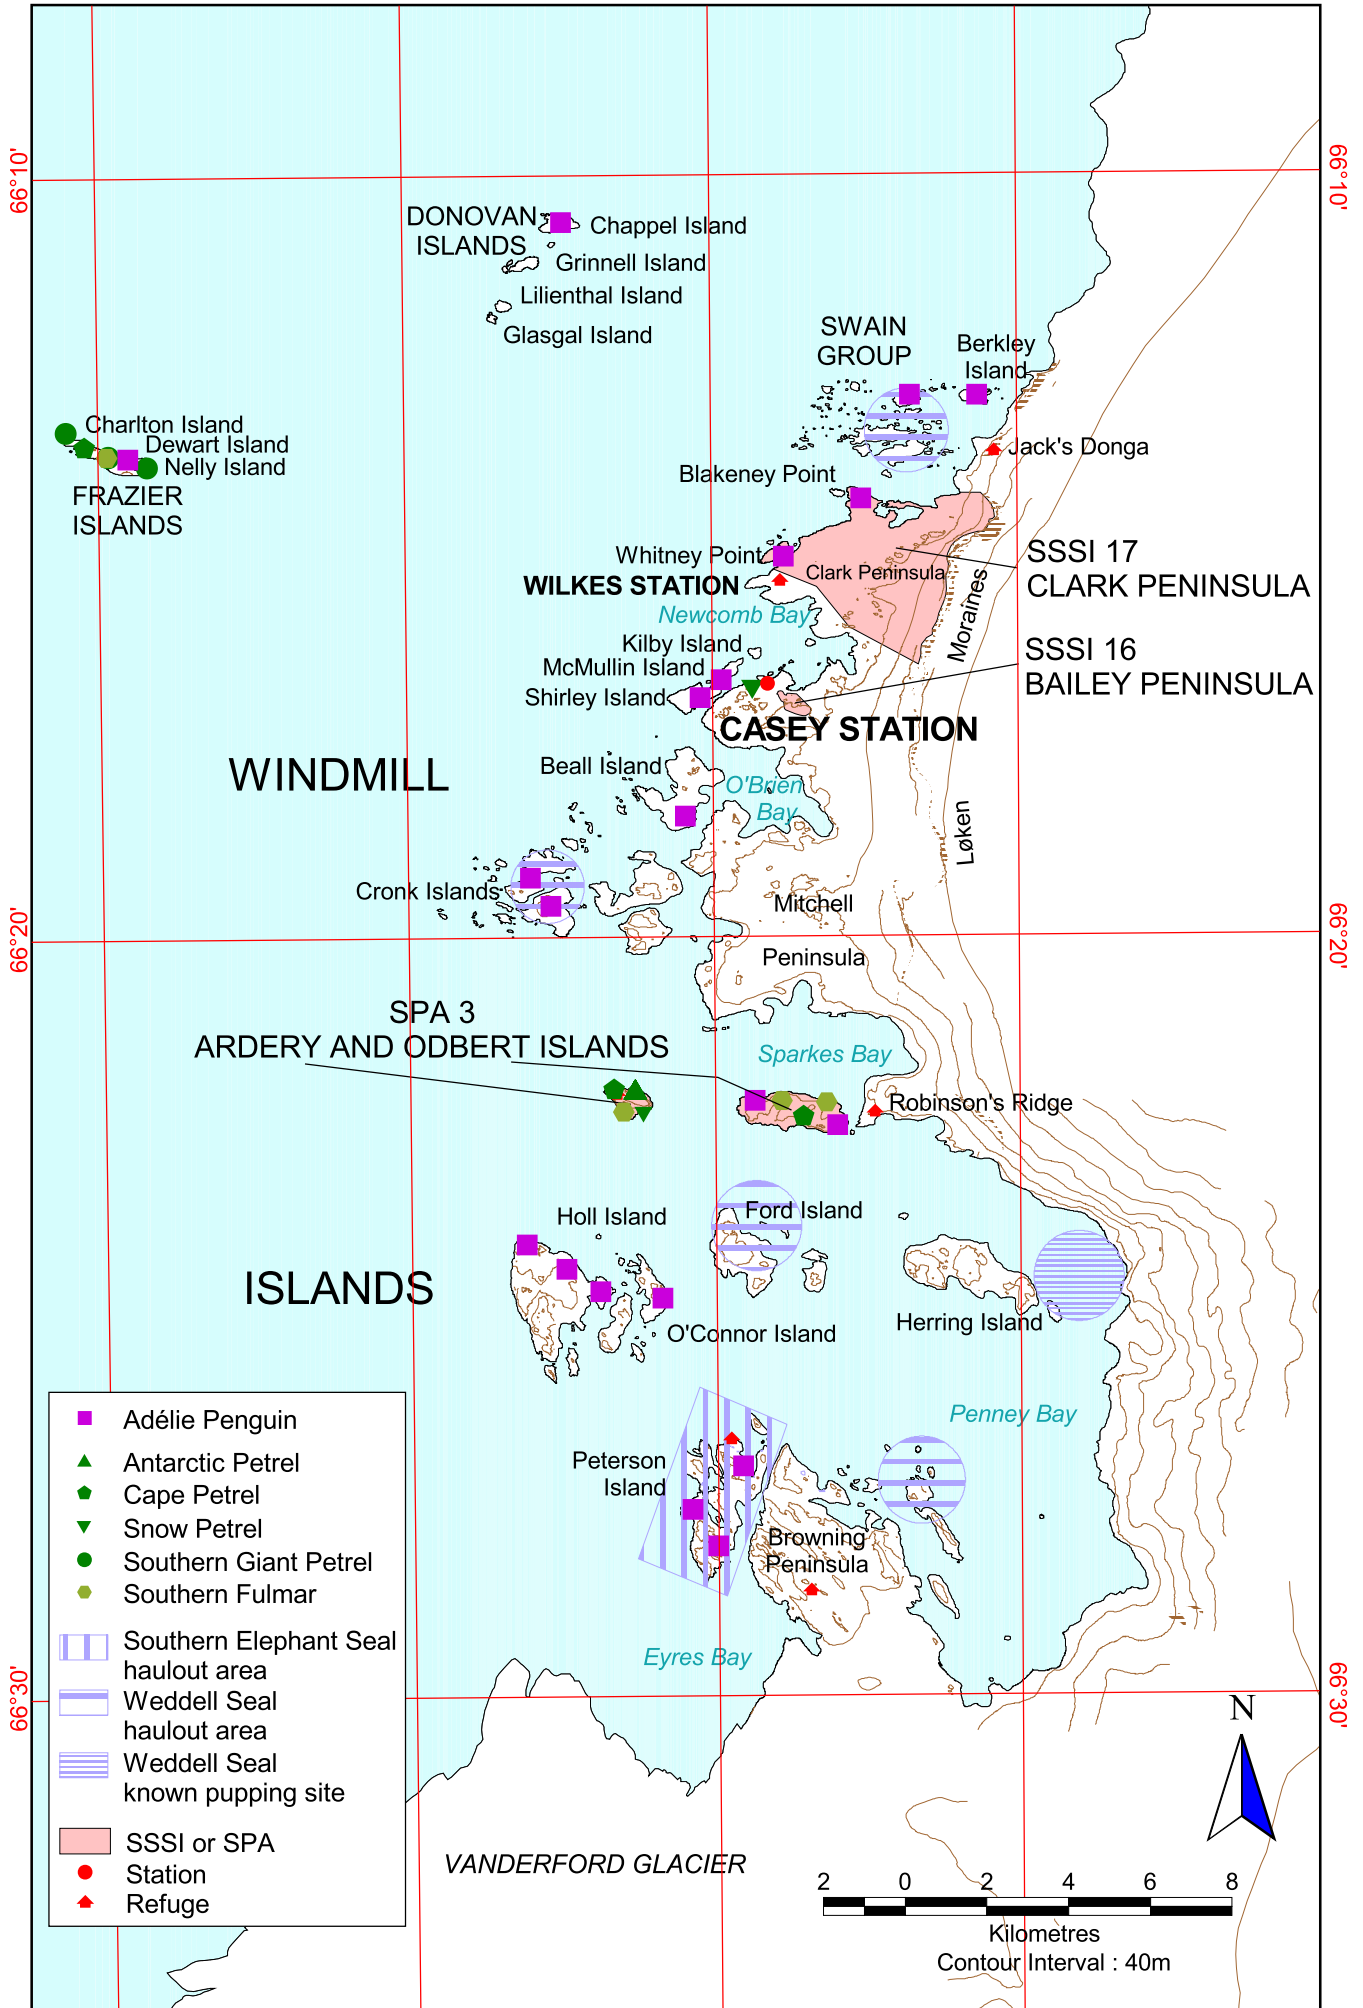 66°10'
66°10'
DONOVAN
ISLANDS
Chappel Island
Grinnell Island
Lilienthal Island
Glasgal Island
SWAIN
GROUP
Berkley
Island
Charlton Island
Dewart Island
Nelly Island
FRAZIER
ISLANDS
Jack's Donga
Blakeney Point
Whitney Point
WILKES STATION
Clark Peninsula
SSSI 17
CLARK PENINSULA
Moraines
Newcomb Bay
Kilby Island
McMullin Island
Shirley Island
SSSI 16
BAILEY PENINSULA
CASEY STATION
WINDMILL
Beall Island
O'Brien
Bay
Løken
Cronk Islands
Mitchell
Peninsula
66°20'
66°20'
SPA 3
ARDERY AND ODBERT ISLANDS
Sparkes Bay
Robinson's Ridge
Holl Island
Ford Island
ISLANDS
O'Connor Island
Herring Island
Penney Bay
Peterson
Island
Browning
Peninsula
Eyres Bay
66°30'
66°30'
Adélie Penguin
Antarctic Petrel
Cape Petrel
Snow Petrel
Southern Giant Petrel
Southern Fulmar
Southern Elephant Seal
haulout area
Weddell Seal
haulout area
Weddell Seal
known pupping site
SSSI or SPA
Station
Refuge
VANDERFORD GLACIER
N
2 0 2 4 6 8
Kilometres
Contour Interval : 40m